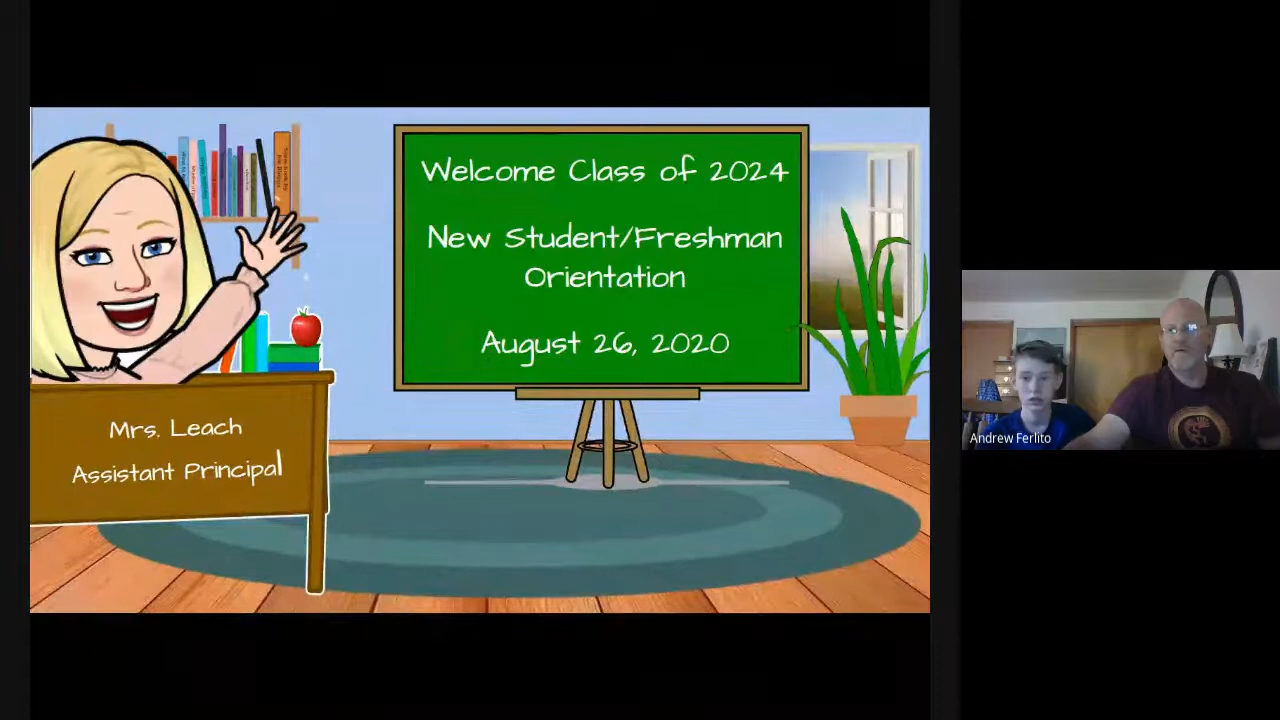 Welcome Class of 2024
New Student/Freshman
Orientation
August 26, 2020
Mrs. Leach
Assistant Principal
Andrew Ferlito